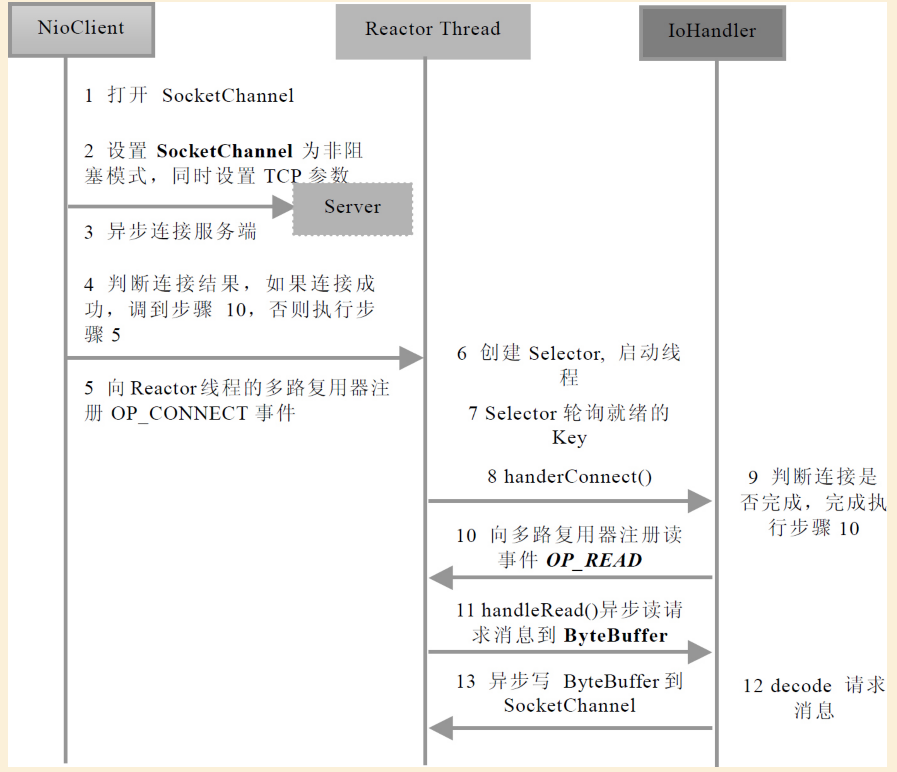 NioClient
Reactor Thread
IoHandler
1 打开 SocketChannel
2 设置 SocketChannel 为非阻
塞模式，同时设置 TCP 参数
Server
3 异步连接服务端
4 判断连接结果，如果连接成
功，调到步骤 10，否则执行步
骤 5
5 向 Reactor 线程的多路复用器注
册 OP_CONNECT 事件
6 创建 Selector, 启动线
程
7 Selector 轮询就绪的
Key
8 handerConnect()
9 判断连接是
否完成，完成执
行步骤 10
10 向多路复用器注册读
事件 OP_READ
11 handleRead()异步读请
求消息到 ByteBuffer
12 decode 请求
消息
13 异步写 ByteBuffer 到
SocketChannel